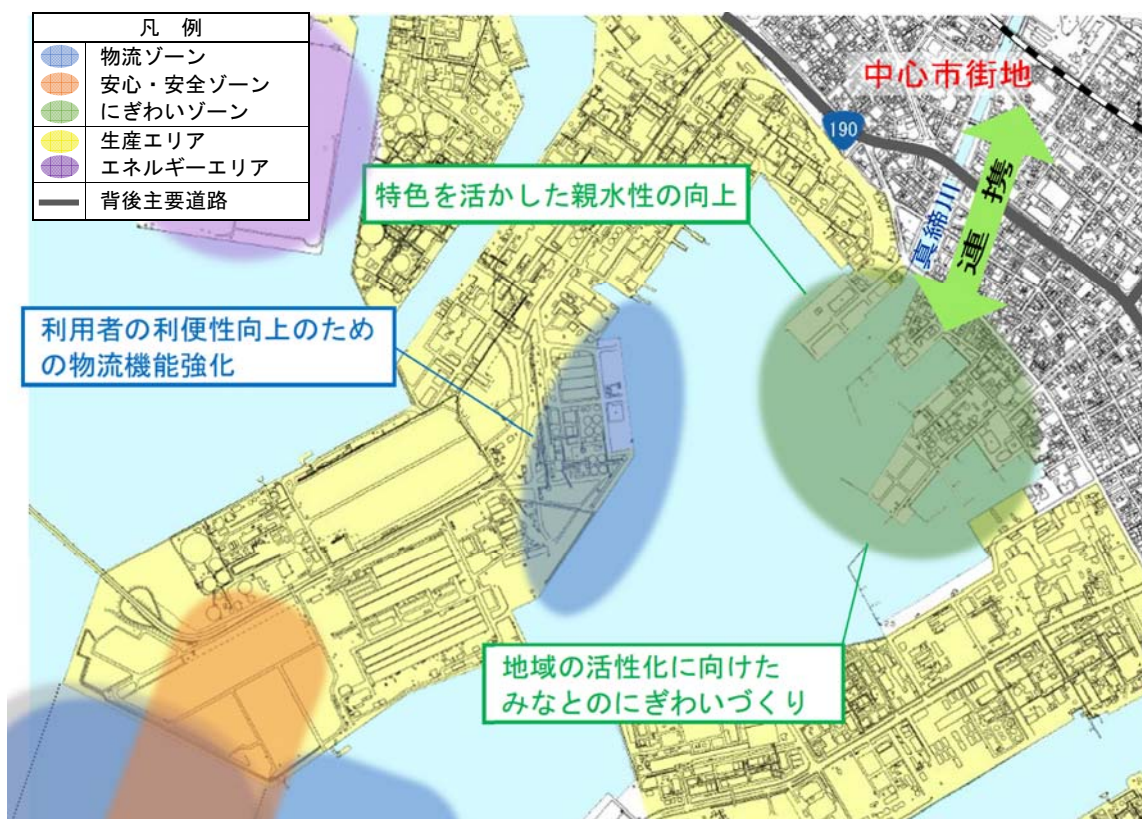 凡　例
物流ゾーン
安心・安全ゾーン
にぎわいゾーン
生産エリア
エネルギーエリア
背後主要道路
中心市街地
190
特色を活かした親水性の向上
真締川
連携
利用者の利便性向上のため
の物流機能強化
地域の活性化に向けた
みなとのにぎわいづくり